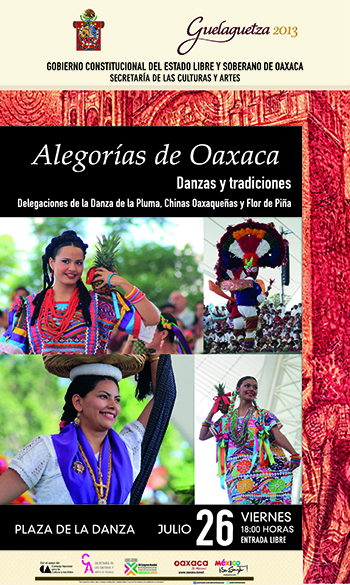 Guelaguetza 2013
GOBIERNO CONSTITUCIONAL DEL ESTADO LIBRE Y SOBERANO DE OAXACA
SECRETARÍA DE LAS CULTURAS Y ARTES
Alegorías de Oaxaca
Danzas y tradiciones
Delegaciones de la Danza de la Pluma, Chinas Oaxaqueñas y Flor de Piña
PLAZA DE LA DANZA JULIO 26 VIERNES
18:00 HORAS
ENTRADA LIBRE
oaxaca
méxico